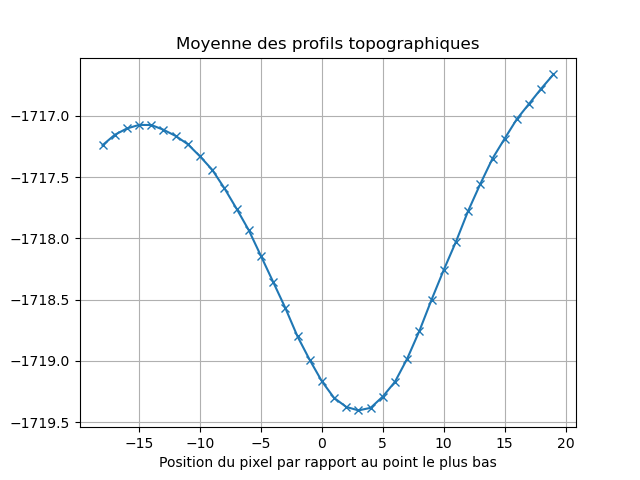 Moyenne des profils topographiques
−1717.0
−1717.5
−1718.0
−1718.5
−1719.0
−1719.5
−15 −10 −5 0 5 10 15 20
Position du pixel par rapport au point le plus bas